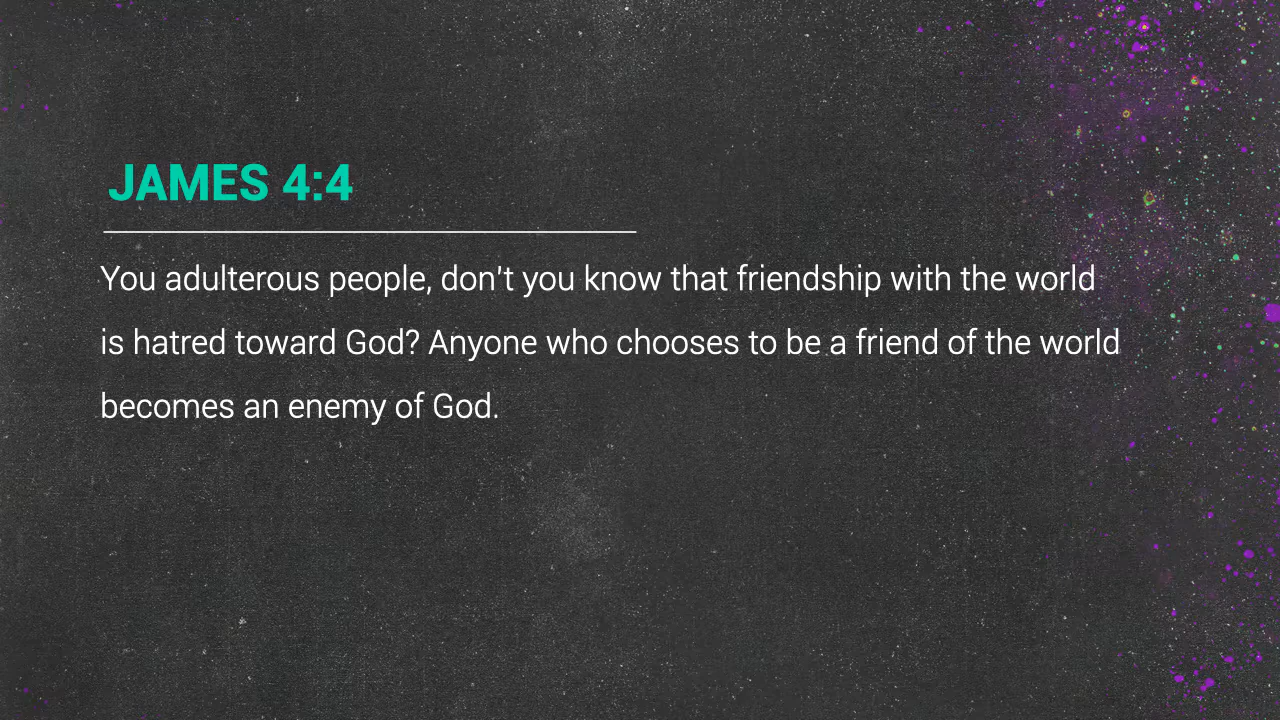 JAMES 4:4
You adulterous people, don't you know that friendship with the world
is hatred toward God? Anyone who chooses to be a friend of the world
becomes an enemy of God.